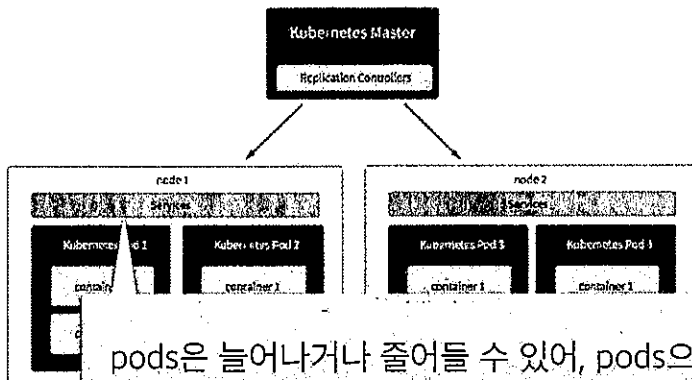 Kubernetes Master
Replication Controllers
node 1
node 2
Services
Services
Kubernetes Pod 1
Kubernetes Pod 2
Kubernetes Pod 3
Kubernetes Pod 4
container 1
container 1
container 1
pods은 늘어나거나 줄어들 수 있어, pods으